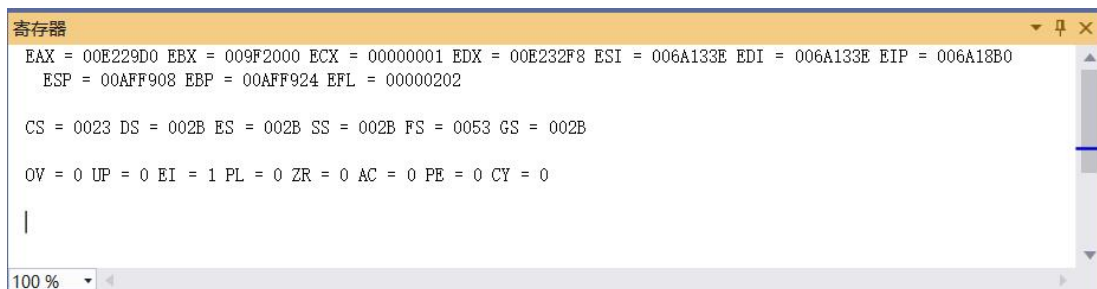 寄存器
EAX = 00E229D0 EBX = 009F2000 ECX = 00000001 EDX = 00E232F8 ESI = 006A133E EDI = 006A133E EIP = 006A18B0
ESP = 00AFF908 EBP = 00AFF924 EFL = 00000202
CS = 0023 DS = 002B ES = 002B SS = 002B FS = 0053 GS = 002B
OV = 0 UP = 0 EI = 1 PL = 0 ZR = 0 AC = 0 PE = 0 CY = 0
100 %